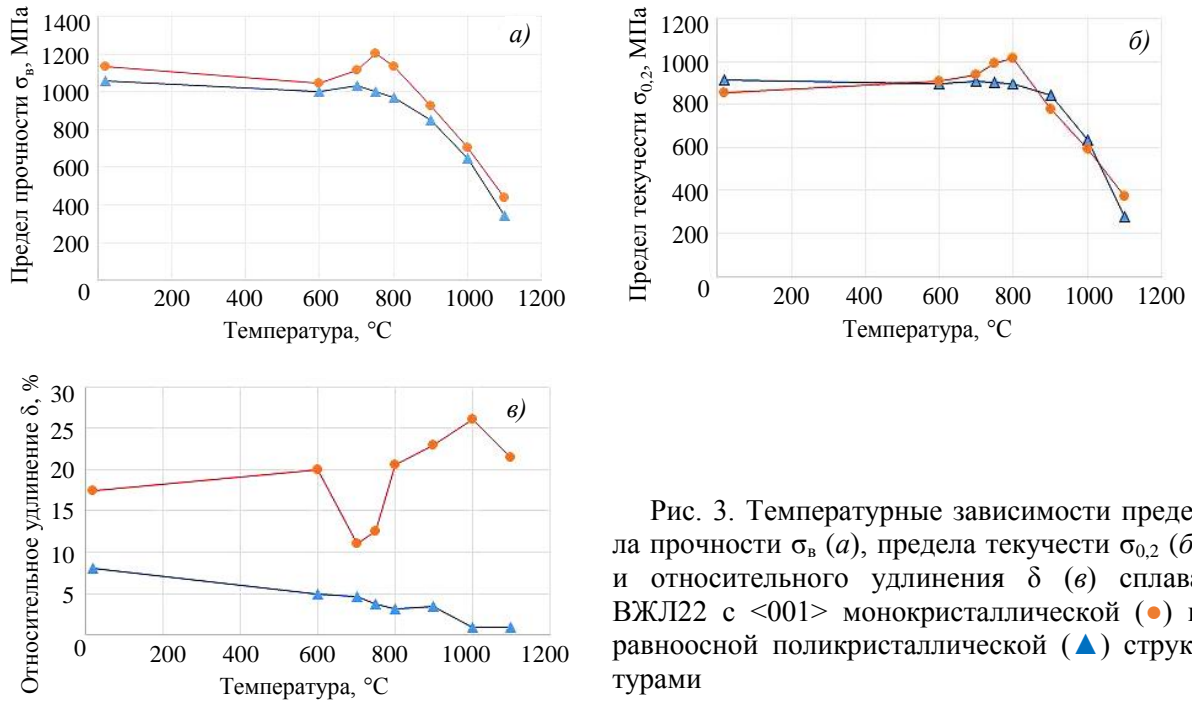 Предел прочности σв, МПа
1400
1200
1000
800
600
400
200
0
200
400
600
800
1000
1200
Температура, °С
а)
Предел текучести σ0,2, МПа
1200
1000
800
600
400
200
0
200
400
600
800
1000
1200
Температура, °С
б)
Относительное удлинение δ, %
30
25
20
15
10
5
0
200
400
600
800
1000
1200
Температура, °С
в)
Рис. 3. Температурные зависимости преде-
ла прочности σв (а), предела текучести σ0,2 (б
и относительного удлинения δ (в) сплава
ВЖЛ22 с <001> монокристаллической (●)
равноосной поликристаллической (▲) струк
турами